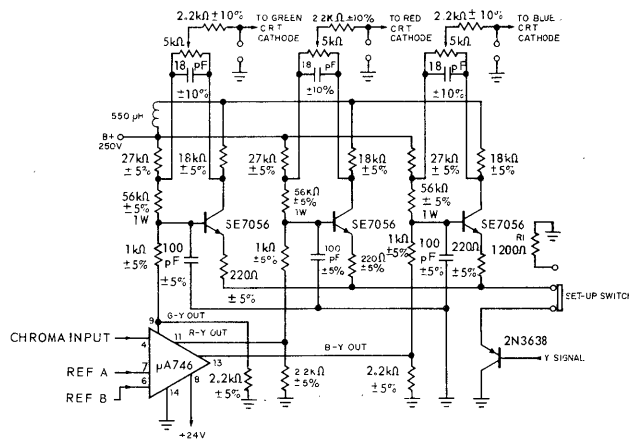 2.2kΩ±10%
TO GREEN
CRT
CATHODE
2.2KΩ±10%
TO RED
CRT
CATHODE
2.2kΩ±10%
TO BLUE
CRT
CATHODE
5kΩ
5kΩ
5kΩ
18 pF
±10%
18 pF
±10%
18 pF
±10%
550 µH
B+
250V
27kΩ
±5%
18kΩ
±5%
27kΩ
±5%
18kΩ
±5%
27kΩ
±5%
18kΩ
±5%
56kΩ
±5%
1W
SE7056
56KΩ
±5%
1W
SE7056
56kΩ
±5%
1W
SE7056
R1
1200Ω
1kΩ
±5%
100
pF
±5%
220Ω
±5%
1kΩ
±5%
100
pF
±5%
220Ω
±5%
1kΩ
±5%
100
pF
±5%
220Ω
±5%
SET-UP SWITCH
9
G-Y OUT
11
R-Y OUT
B-Y OUT
13
CHROMA INPUT
4
µA746
REF A
7
REF B
6
14
8
+24V
2.2kΩ
±5%
2.2KΩ
±5%
2.2kΩ
±5%
2N3638
Y SIGNAL